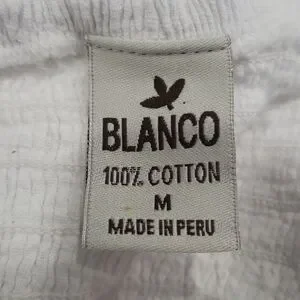 BLANCO
100% COTTON
M
MADE IN PERU